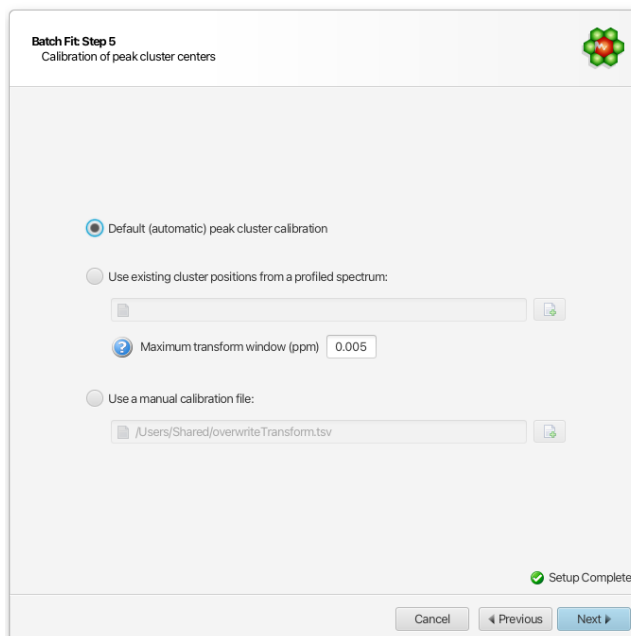 Batch Fit: Step 5
Calibration of peak cluster centers
Default (automatic) peak cluster calibration
Use existing cluster positions from a profiled spectrum:
Maximum transform window (ppm) 0.005
Use a manual calibration file:
/Users/Shared/overwriteTransform.tsv
Setup Complete
Cancel Previous Next